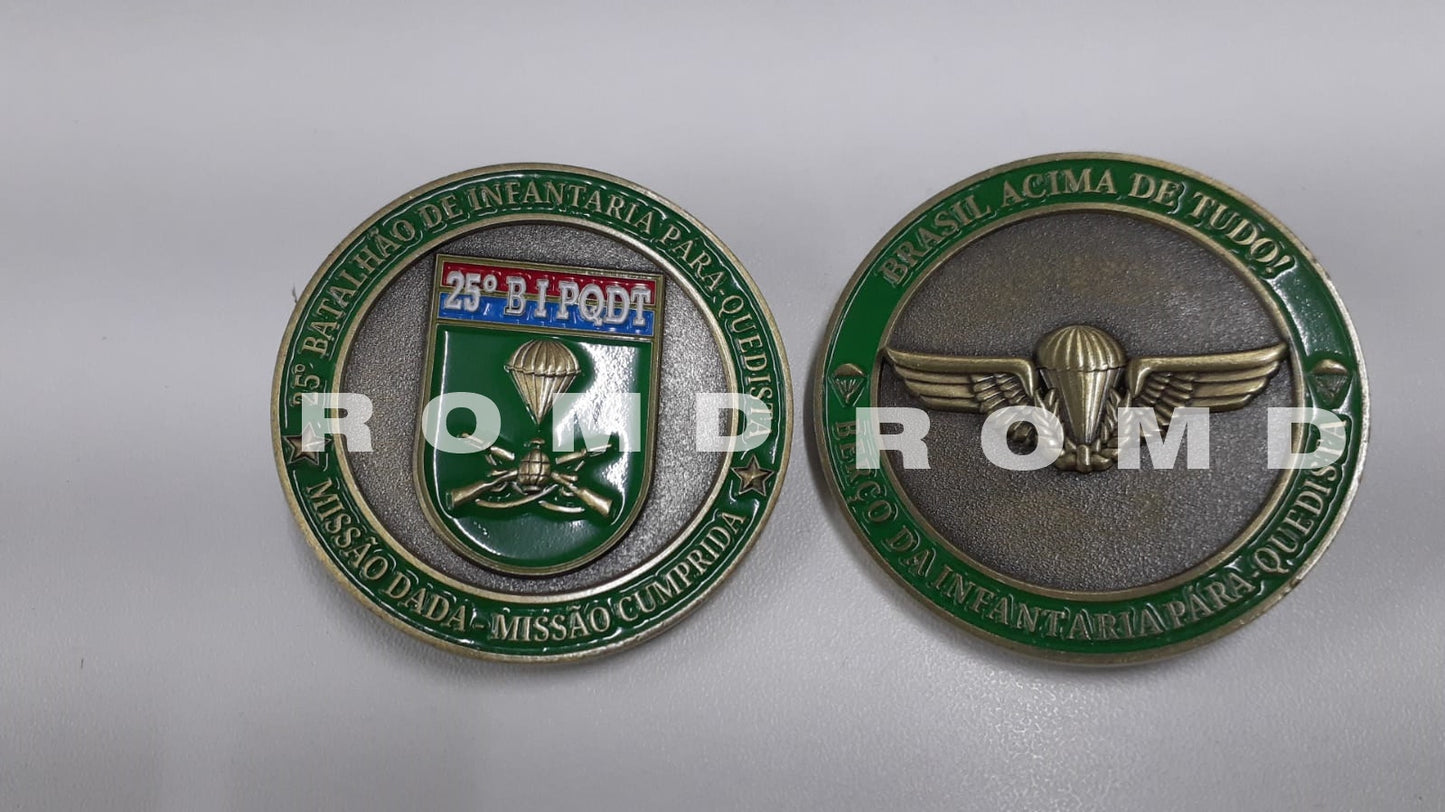 25º BATALHÃO DE INFANTARIA PARA-QUEDISTA
25º B I PQDT
MISSÃO DADA - MISSÃO CUMPRIDA
BRASIL ACIMA DE TUDO!
BERÇO DA INFANTARIA PARA-QUEDISTA
ROMD
ROMD